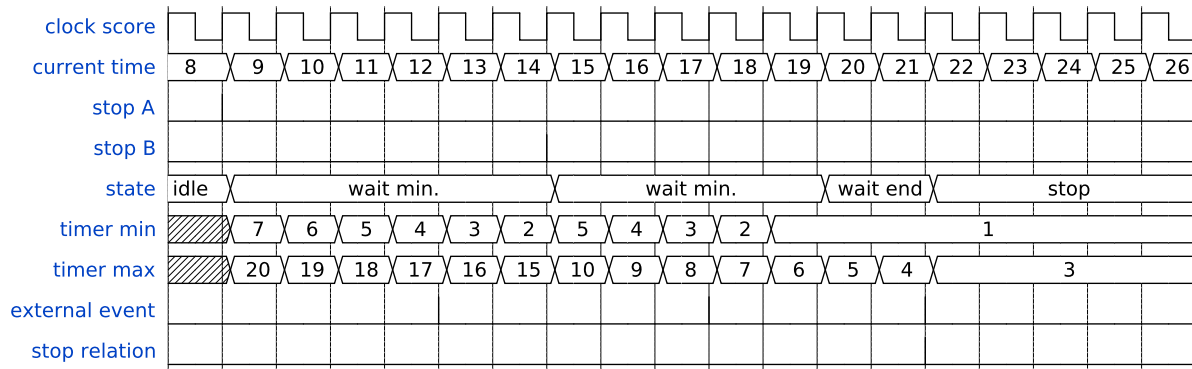 clock score
current time 8 9 10 11 12 13 14 15 16 17 18 19 20 21 22 23 24 25 26
stop A
stop B
state idle wait min. wait min. wait end stop
timer min 7 6 5 4 3 2 5 4 3 2 1
timer max 20 19 18 17 16 15 10 9 8 7 6 5 4 3
external event
stop relation